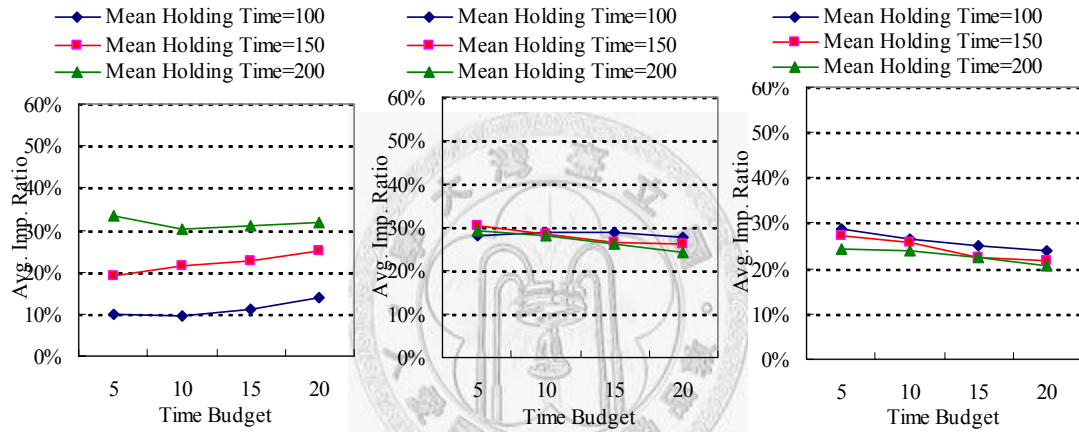 Mean Holding Time=100
Mean Holding Time=150
Mean Holding Time=200
60%
50%
40%
30%
20%
10%
0%
Avg. Imp. Ratio
5 10 15 20
Time Budget
Mean Holding Time=100
Mean Holding Time=150
Mean Holding Time=200
60%
50%
40%
30%
20%
10%
0%
Avg. Imp. Ratio
5 10 15 20
Time Budget
Mean Holding Time=100
Mean Holding Time=150
Mean Holding Time=200
60%
50%
40%
30%
20%
10%
0%
Avg. Imp. Ratio
5 10 15 20
Time Budget